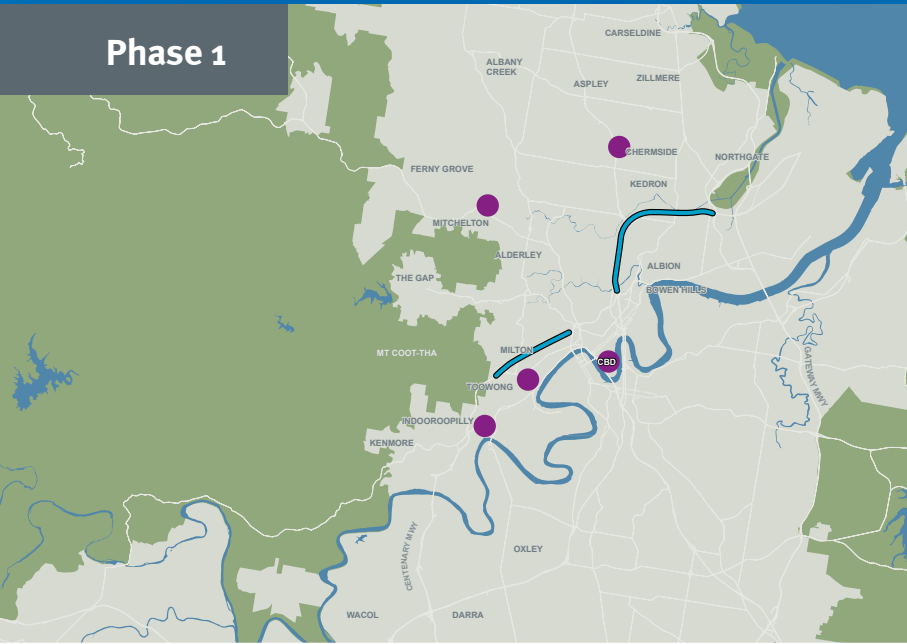 Phase 1
CARSELDINE
ALBANY
CREEK
ASPLEY
ZILLMERE
CHERMSIDE
NORTHGATE
FERNY GROVE
KEDRON
MITCHELTON
ALDERLEY
ALBION
THE GAP
BOWEN HILLS
MT COOT-THA
MILTON
CBD
GATEWAY MWY
TOOWONG
INDOOROOPILLY
KENMORE
CENTENARY MWY
OXLEY
WACOL
DARRA